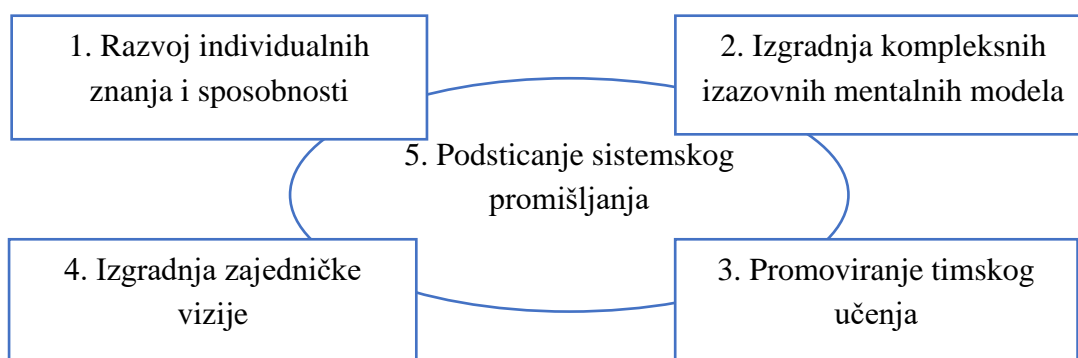 1. Razvoj individualnih
znanja i sposobnosti
2. Izgradnja kompleksnih
izazovnih mentalnih modela
5. Podsticanje sistemskog
promišljanja
4. Izgradnja zajedničke
vizije
3. Promoviranje timskog
učenja